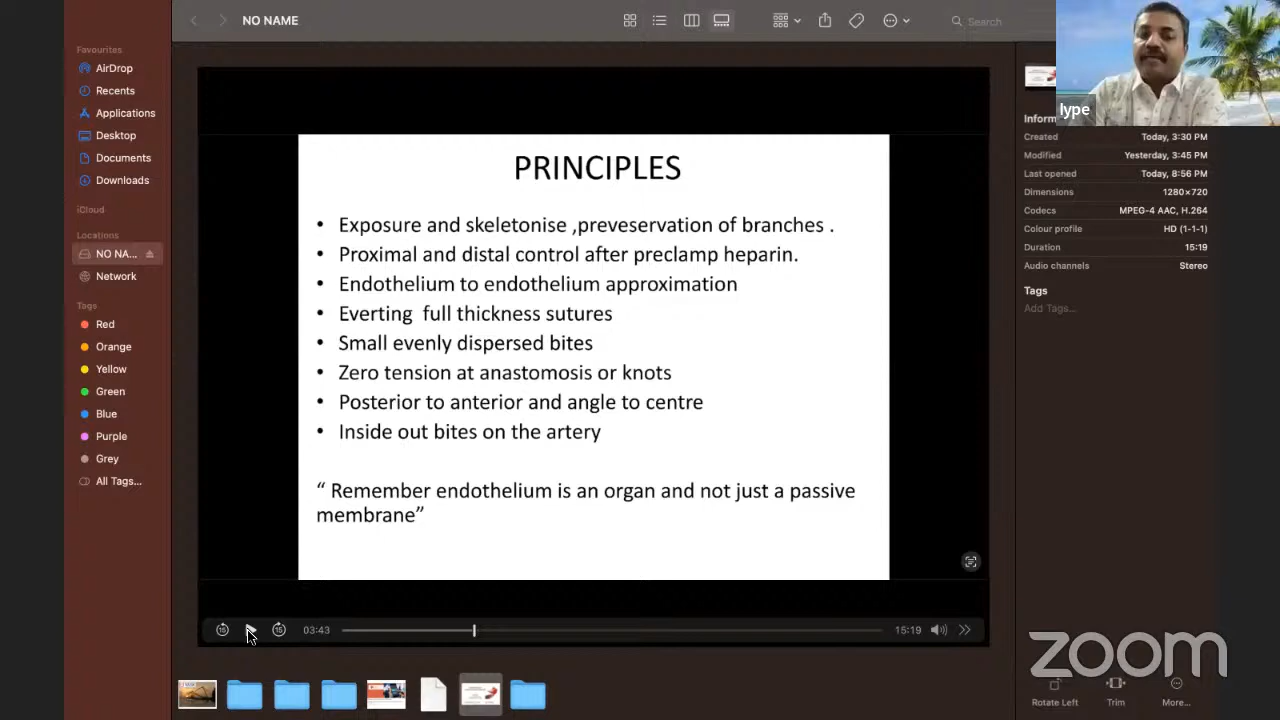 NO NAME
Search
Favourites
AirDrop
Recents
Applications
Desktop
Documents
Downloads
iCloud
Locations
NO NA...
Network
Tags
Red
Orange
Yellow
Green
Blue
Purple
Grey
All Tags...
PRINCIPLES
• Exposure and skeletonise ,preveservation of branches .
• Proximal and distal control after preclamp heparin.
• Endothelium to endothelium approximation
• Everting full thickness sutures
• Small evenly dispersed bites
• Zero tension at anastomosis or knots
• Posterior to anterior and angle to centre
• Inside out bites on the artery
“ Remember endothelium is an organ and not just a passive
membrane”
15
15
03:43
15:19
Iype
Inform
Created Today, 3:30 PM
Modified Yesterday, 3:45 PM
Last opened Today, 8:56 PM
Dimensions 1280×720
Codecs MPEG-4 AAC, H.264
Colour profile HD (1-1-1)
Duration 15:19
Audio channels Stereo
Tags
Add Tags...
zoom
Rotate Left
Trim
More...